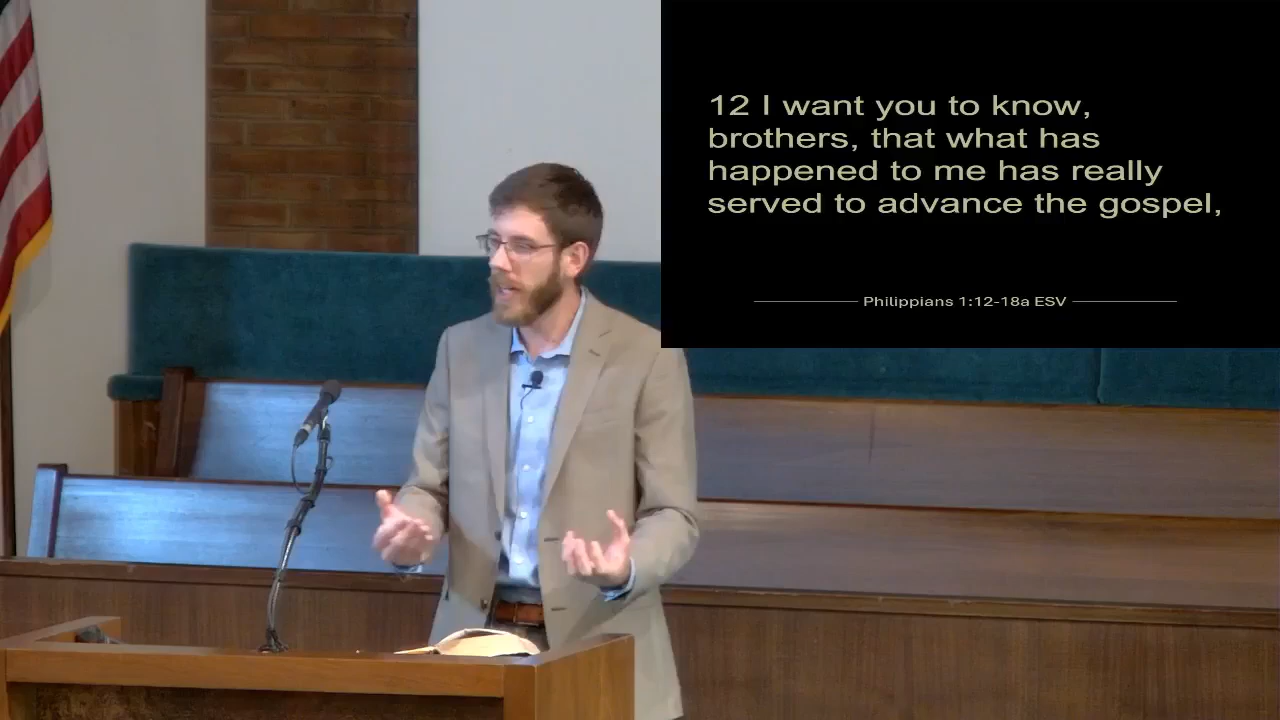 12 I want you to know,
brothers, that what has
happened to me has really
served to advance the gospel,
Philippians 1:12-18a ESV